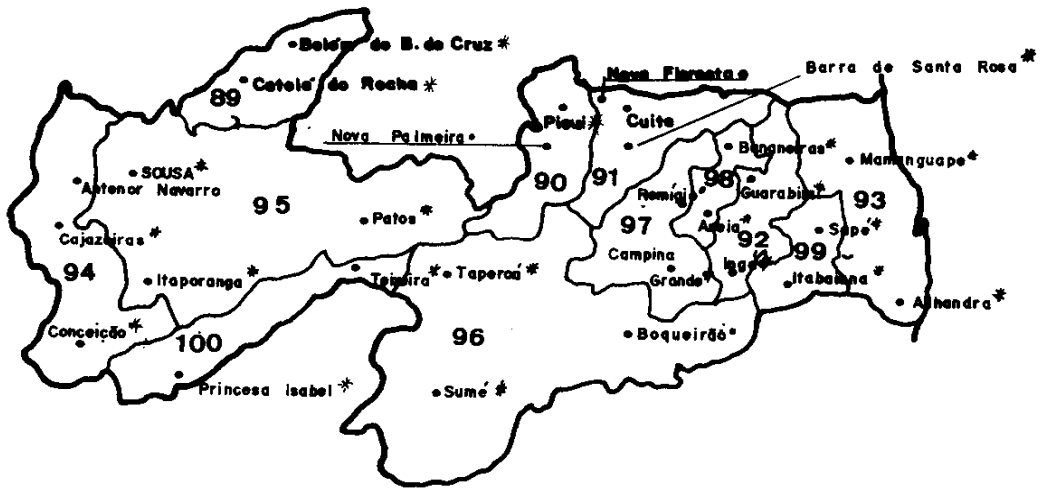 Belém do B. do Cruz *
Catolé do Rocha *
89
Nova Floresta
Barra de Santa Rosa *
Picuí *
Cuite
Nova Palmeira
Bananeiras *
Mamanguape *
SOUSA *
Antenor Navarro
95
90
91
98
Remígio
Guarabira *
93
Patos *
97
Areia *
92
Sapé *
99
Cajazeiras *
94
Itaporanga *
Teixeira *
Taperoá *
Campina
Grande *
Ingá *
Itabaiana *
Alhandra *
Conceição *
100
96
Boqueirão
Princesa Isabel *
Sumé *